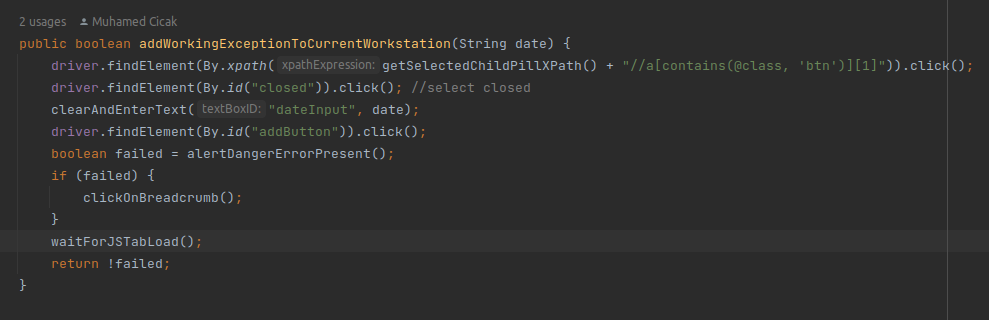 2 usages Muhamed Cicak
public boolean addWorkingExceptionToCurrentWorkstation(String date) {
driver.findElement(By.xpath( xpathExpression: getSelectedChildPillXPath() + "//a[contains(@class, 'btn')][1]")).click();
driver.findElement(By.id("closed")).click(); //select closed
clearAndEnterText( textBoxID: "dateInput", date);
driver.findElement(By.id("addButton")).click();
boolean failed = alertDangerErrorPresent();
if (failed) {
clickOnBreadcrumb();
}
waitForJSTabLoad();
return !failed;
}